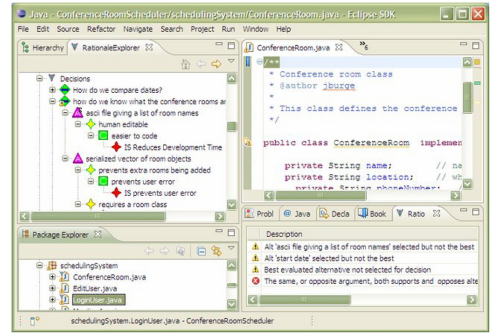 Java - ConferenceRoomScheduler/schedulingSystem/ConferenceRoom.java - Eclipse SDK
File Edit Source Refactor Navigate Search Project Run Window Help
Hierarchy RationaleExplorer
Decisions
How do we compare dates?
how do we know what the conference rooms ar
ascii file giving a list of room names
human editable
easier to code
IS Reduces Development Time
serialized vector of room objects
prevents extra rooms being added
prevents user error
IS prevents user error
requires a room class
ConferenceRoom.java
/**
* Conference room class
* @author jburge
*
* This class defines the conference
*/
public class ConferenceRoom implemen
private String name; // na
private String location; // wh
private String phoneNumber;
Package Explorer
schedulingSystem
ConferenceRoom.java
EditUser.java
LoginUser.java
Probl Java Decla Book Ratio
Description
Alt 'ascii file giving a list of room names' selected but not the best
Alt 'start date' selected but not the best
Best evaluated alternative not selected for decision
The same, or opposite argument, both supports and opposes alte
schedulingSystem.LoginUser.java - ConferenceRoomScheduler